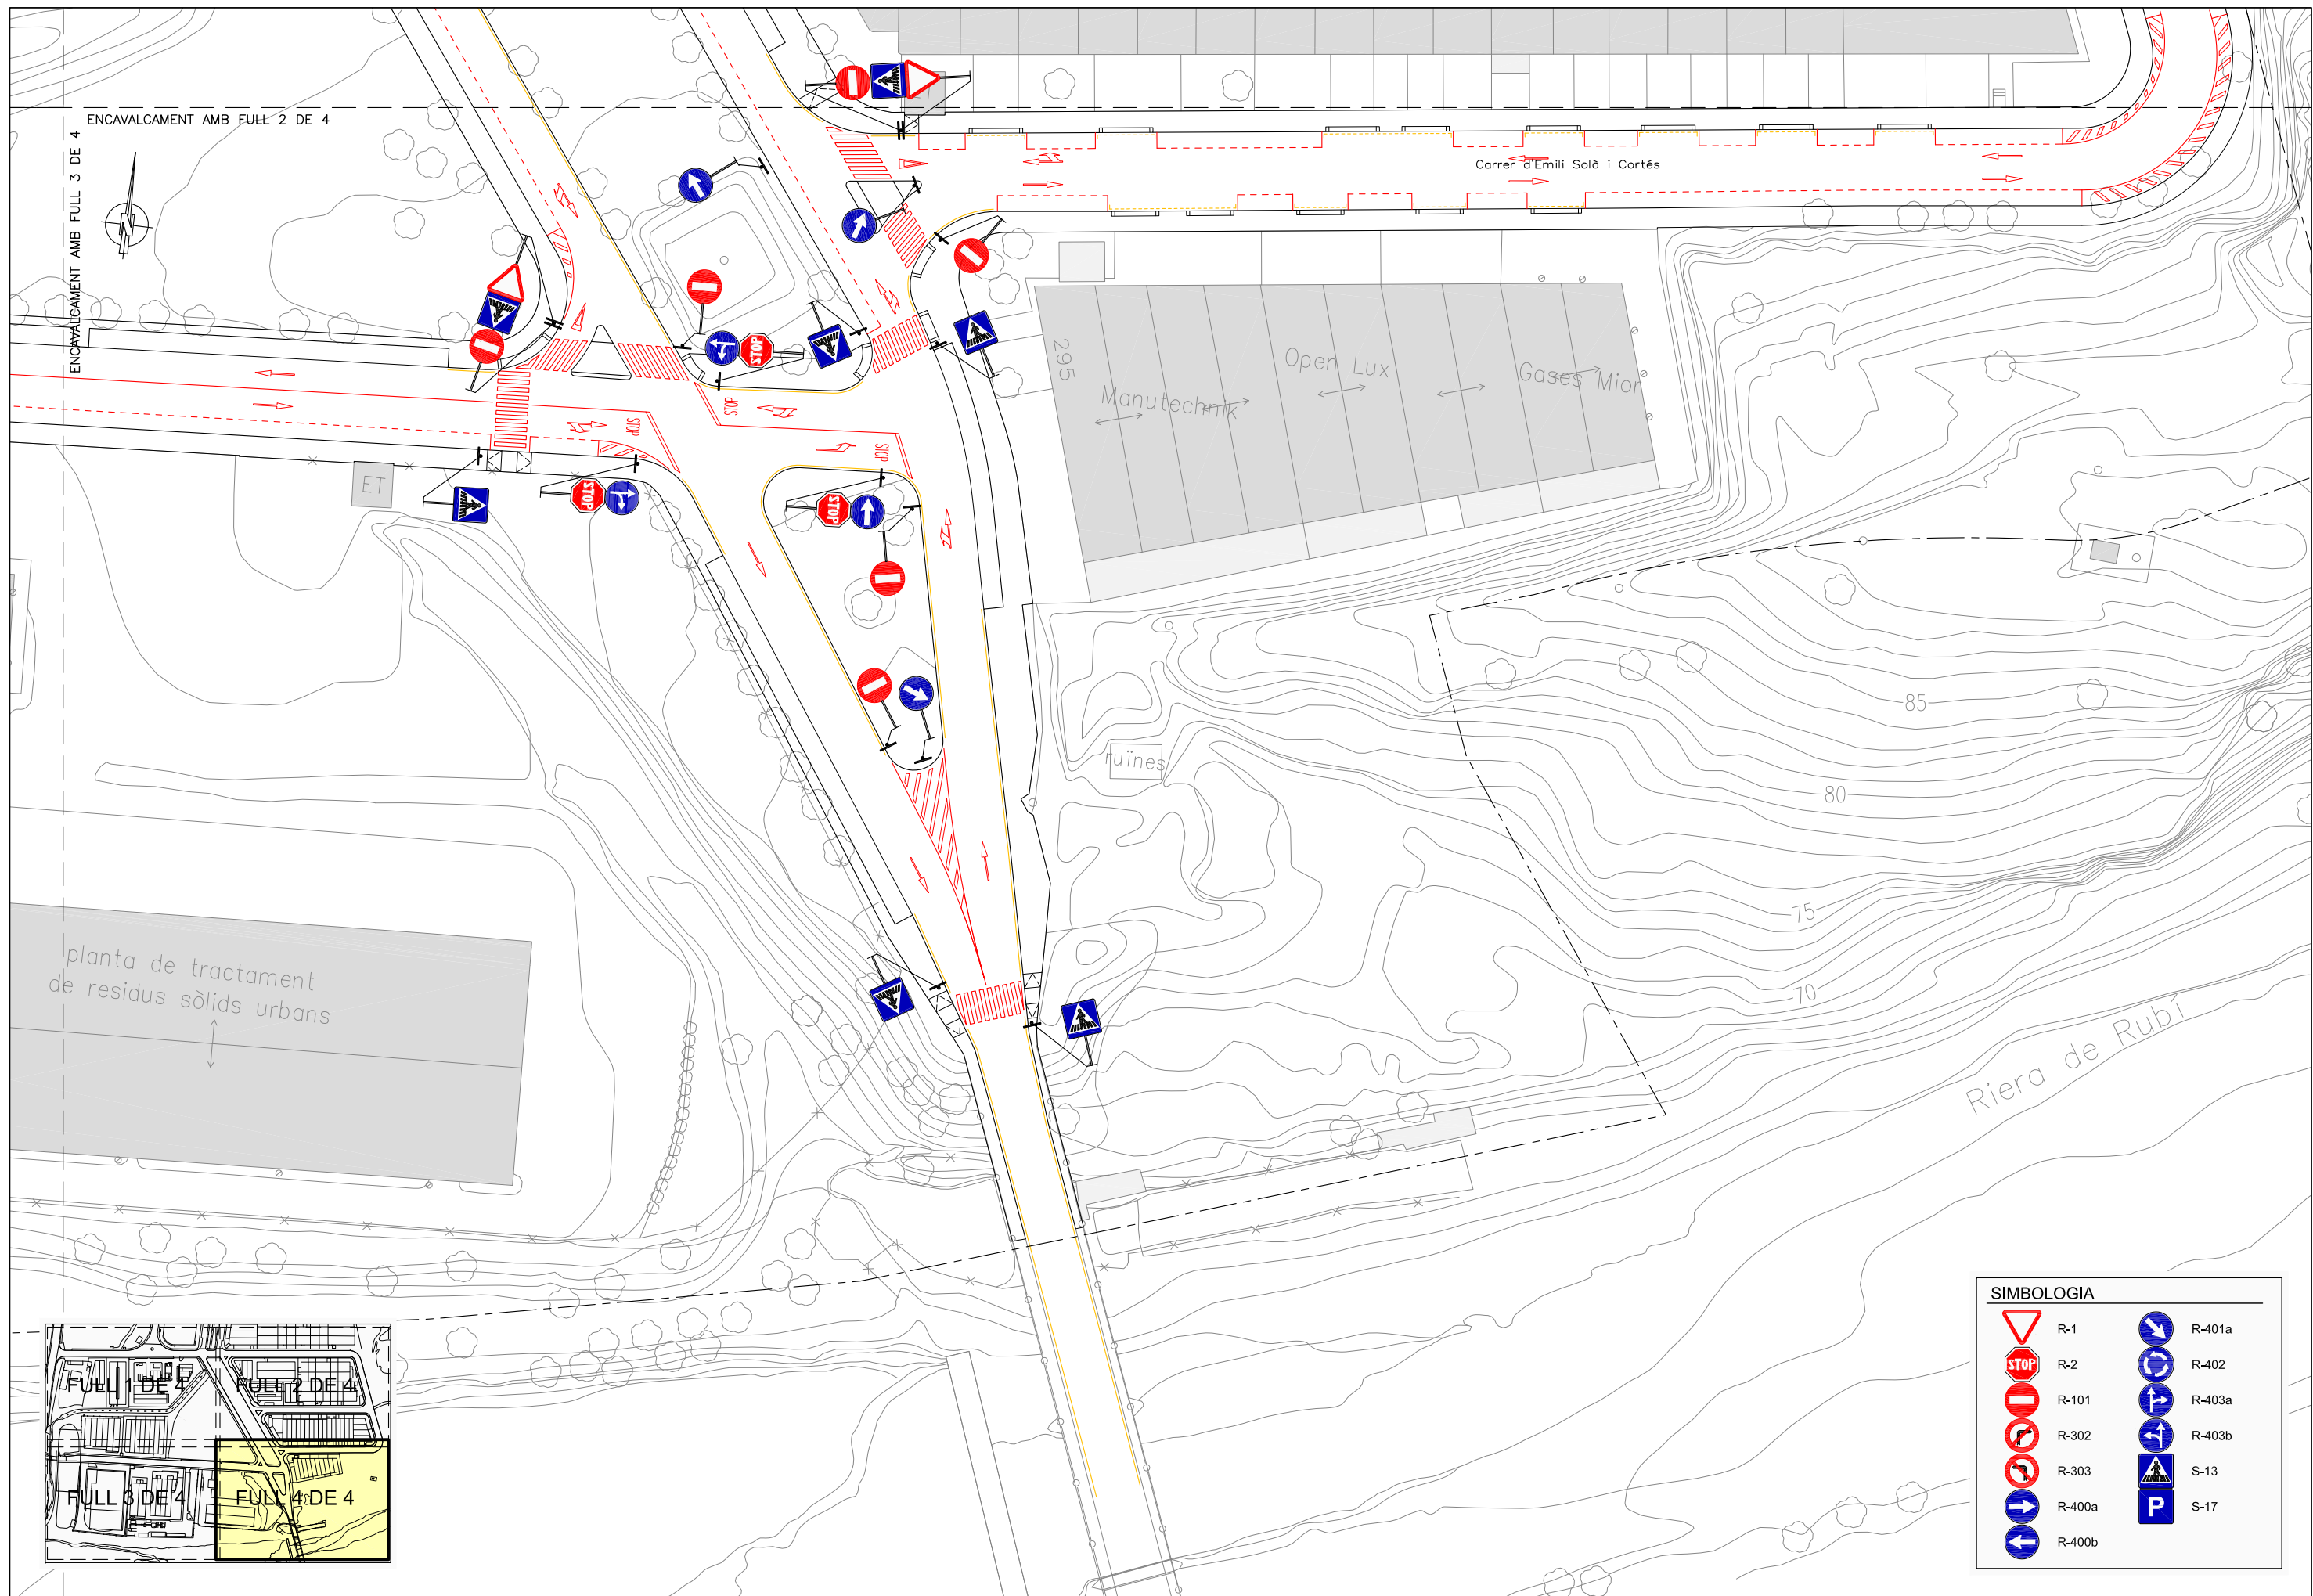 ENCAVALCAMENT AMB FULL 2 DE 4
ENCAVALCAMENT AMB FULL 3 DE 4
Carrer d'Emili Solà i Cortés
295
Manutechnik
Open Lux
Gases Mior
STOP
STOP
STOP
STOP
STOP
STOP
ET
ET
ruïnes
85
80
75
70
Riera de Rubí
planta de tractament
de residus sòlids urbans
FULL 1 DE 4
FULL 2 DE 4
FULL 3 DE 4
FULL 4 DE 4
SIMBOLOGIA
R-1
STOP R-2
R-101
R-302
R-303
R-400a
R-400b
R-401a
R-402
R-403a
R-403b
S-13
P S-17